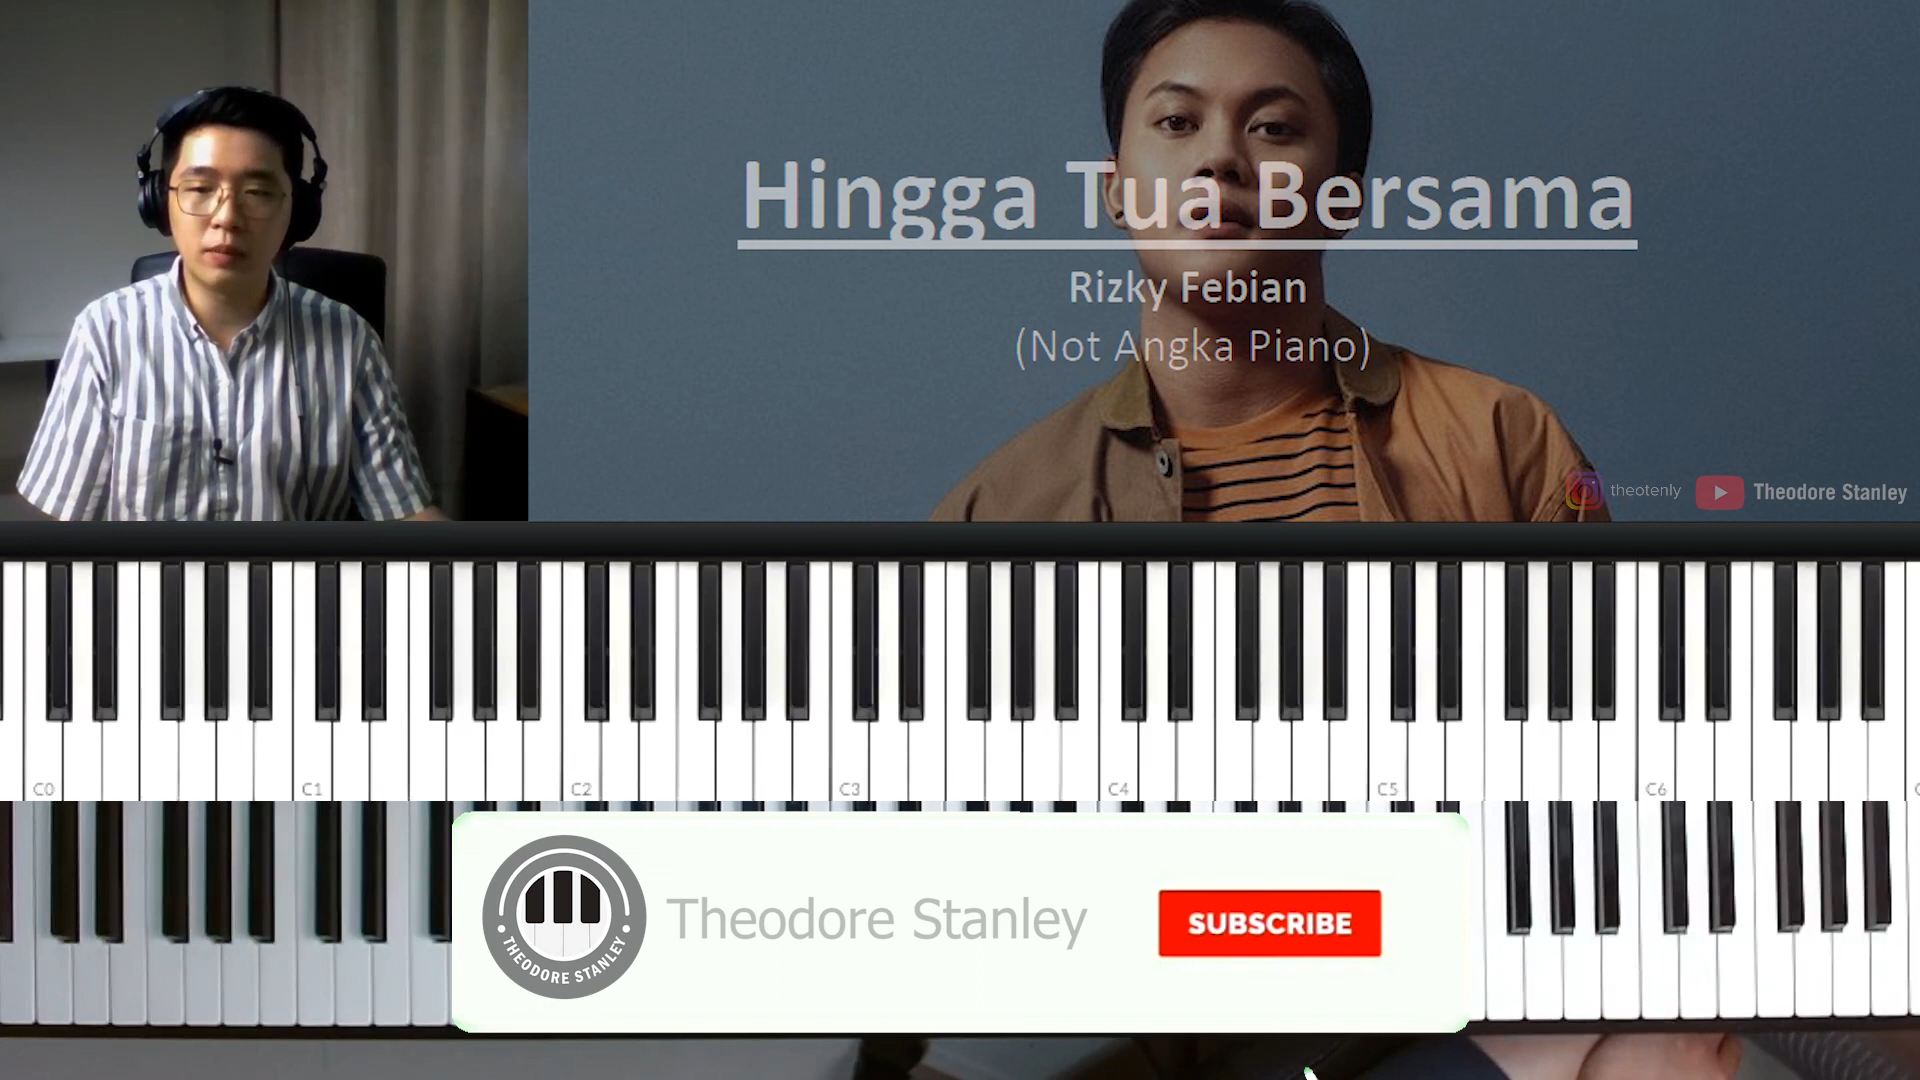 Hingga Tua Bersama
Rizky Febian
(Not Angka Piano)
theotenly
Theodore Stanley
C0
C1
C2
C3
C4
C5
C6
THEODORE STANLEY
Theodore Stanley
SUBSCRIBE